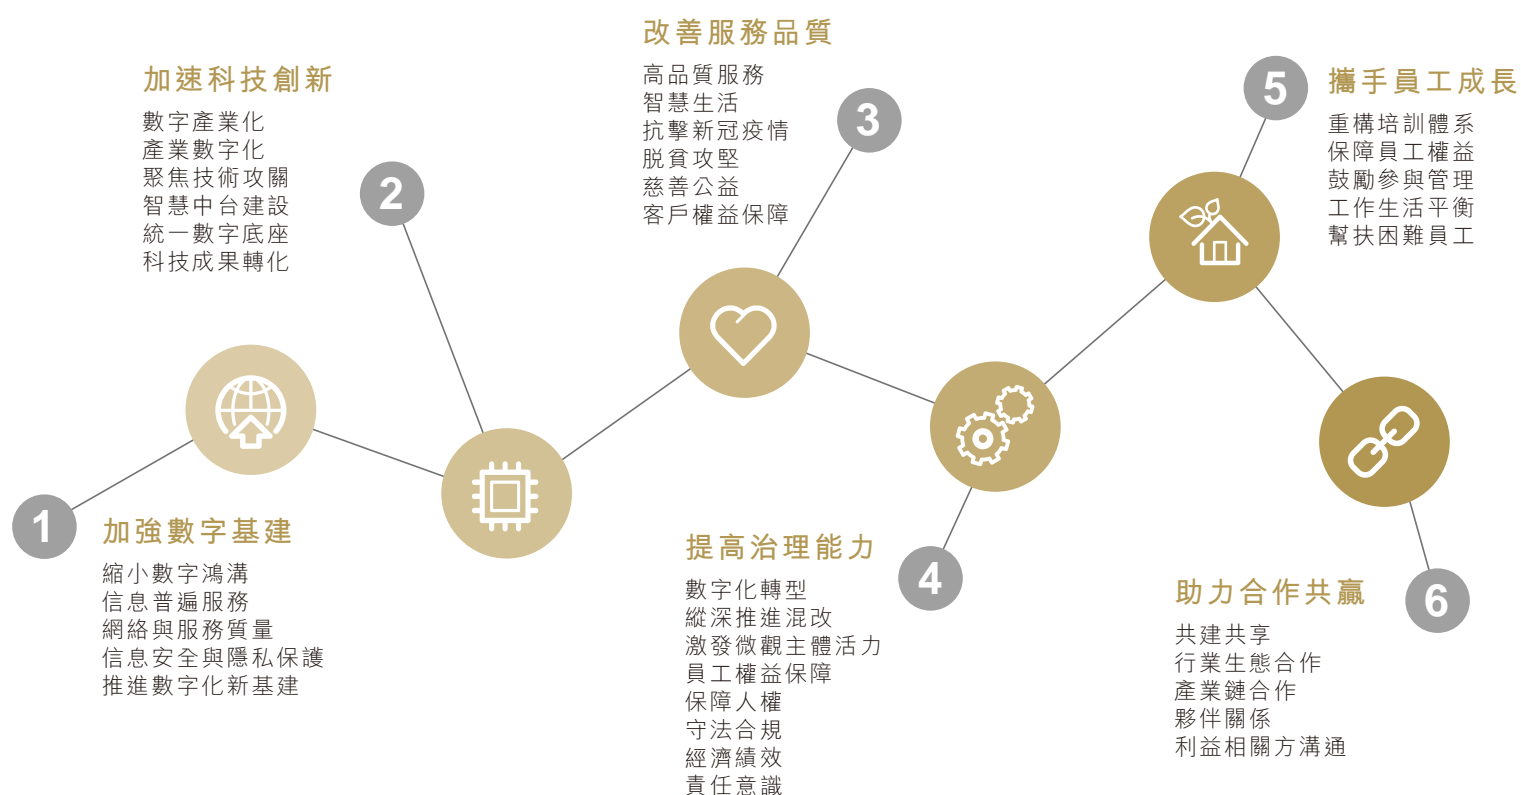 1
加強數字基建
縮小數字鴻溝
信息普遍服務
網絡與服務質量
信息安全與隱私保護
推進數字化新基建
2
加速科技創新
數字產業化
產業數字化
聚焦技術攻關
智慧中台建設
統一數字底座
科技成果轉化
3
改善服務品質
高品質服務
智慧生活
抗擊新冠疫情
脱貧攻堅
慈善公益
客戶權益保障
4
提高治理能力
數字化轉型
縱深推進混改
激發微觀主體活力
員工權益保障
保障人權
守法合規
經濟績效
責任意識
5
攜手員工成長
重構培訓體系
保障員工權益
鼓勵參與管理
工作生活平衡
幫扶困難員工
6
助力合作共贏
共建共享
行業生態合作
產業鏈合作
夥伴關係
利益相關方溝通